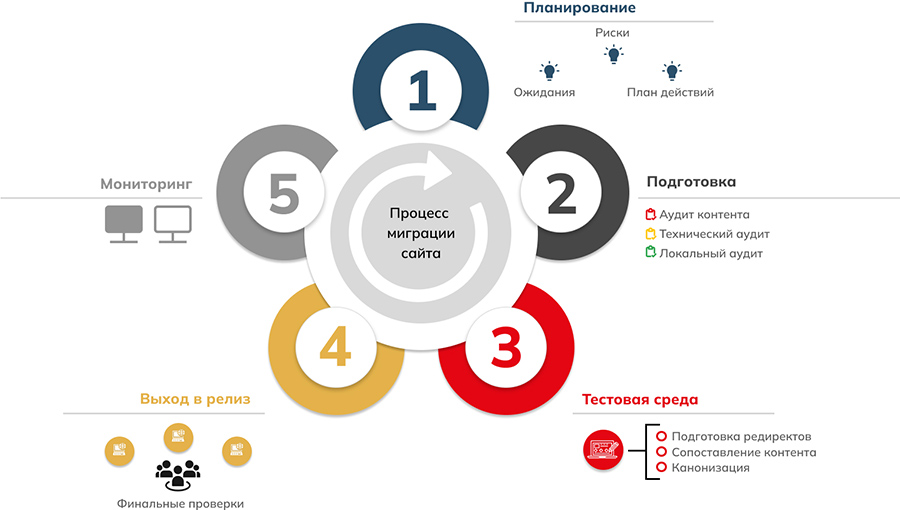 Планирование
Риски
Ожидания
План действий
1
2
Подготовка
Аудит контента
Технический аудит
Локальный аудит
Процесс
миграции
сайта
5
Мониторинг
3
Тестовая среда
Подготовка редиректов
Сопоставление контента
Канонизация
4
Выход в релиз
Финальные проверки